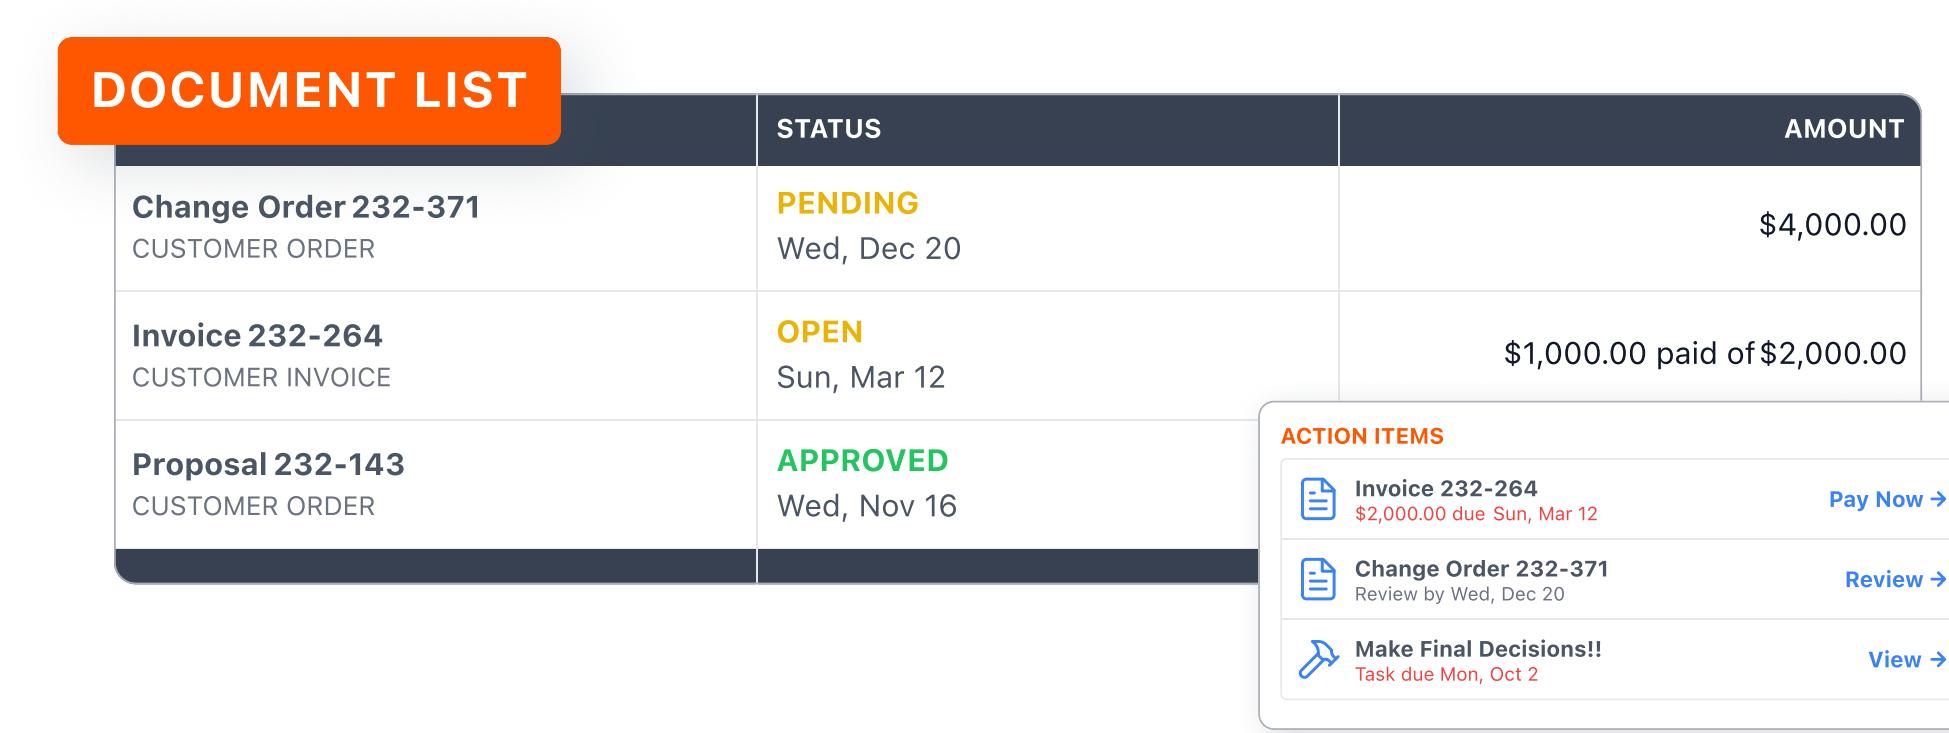 DOCUMENT LIST
STATUS
AMOUNT
Change Order 232-371
CUSTOMER ORDER
PENDING
Wed, Dec 20
$4,000.00
Invoice 232-264
CUSTOMER INVOICE
OPEN
Sun, Mar 12
$1,000.00 paid of $2,000.00
Proposal 232-143
CUSTOMER ORDER
APPROVED
Wed, Nov 16
ACTION ITEMS
Invoice 232-264
$2,000.00 due Sun, Mar 12
Pay Now →
Change Order 232-371
Review by Wed, Dec 20
Review →
Make Final Decisions!!
Task due Mon, Oct 2
View →